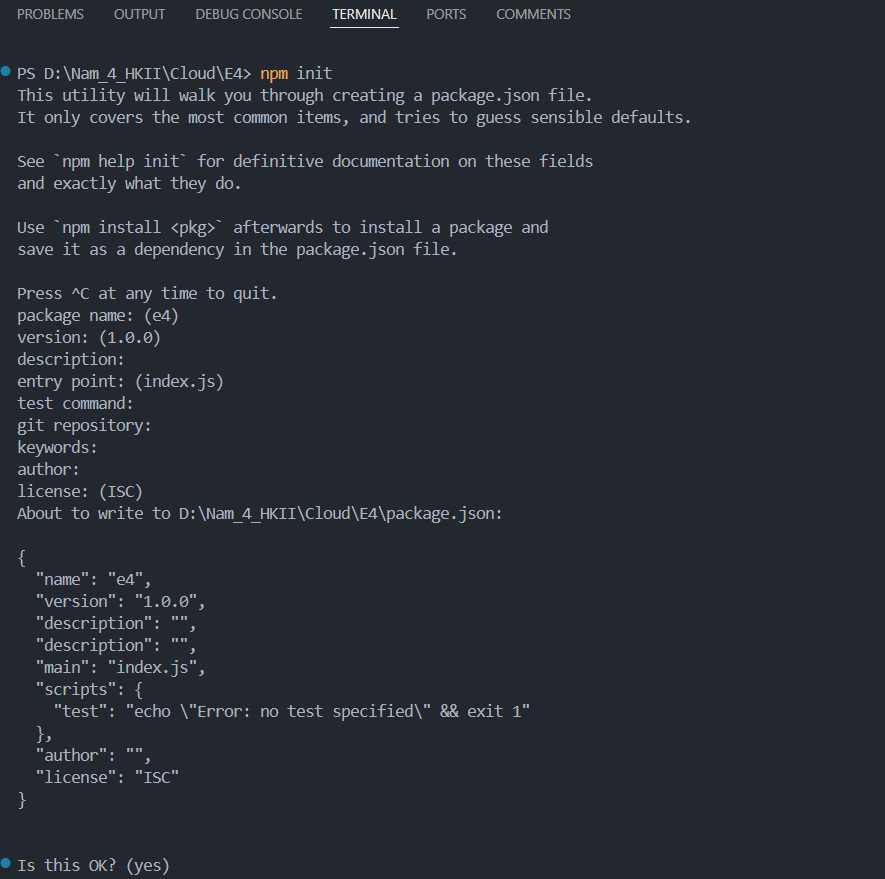 PROBLEMS OUTPUT DEBUG CONSOLE TERMINAL PORTS COMMENTS
PS D:\Nam_4_HKII\Cloud\E4> npm init
This utility will walk you through creating a package.json file.
It only covers the most common items, and tries to guess sensible defaults.
See `npm help init` for definitive documentation on these fields
and exactly what they do.
Use `npm install <pkg>` afterwards to install a package and
save it as a dependency in the package.json file.
Press ^C at any time to quit.
package name: (e4)
version: (1.0.0)
description:
entry point: (index.js)
test command:
git repository:
keywords:
author:
license: (ISC)
About to write to D:\Nam_4_HKII\Cloud\E4\package.json:
{
  "name": "e4",
  "version": "1.0.0",
  "description": "",
  "description": "",
  "main": "index.js",
  "scripts": {
    "test": "echo \"Error: no test specified\" && exit 1"
  },
  "author": "",
  "license": "ISC"
}
Is this OK? (yes)